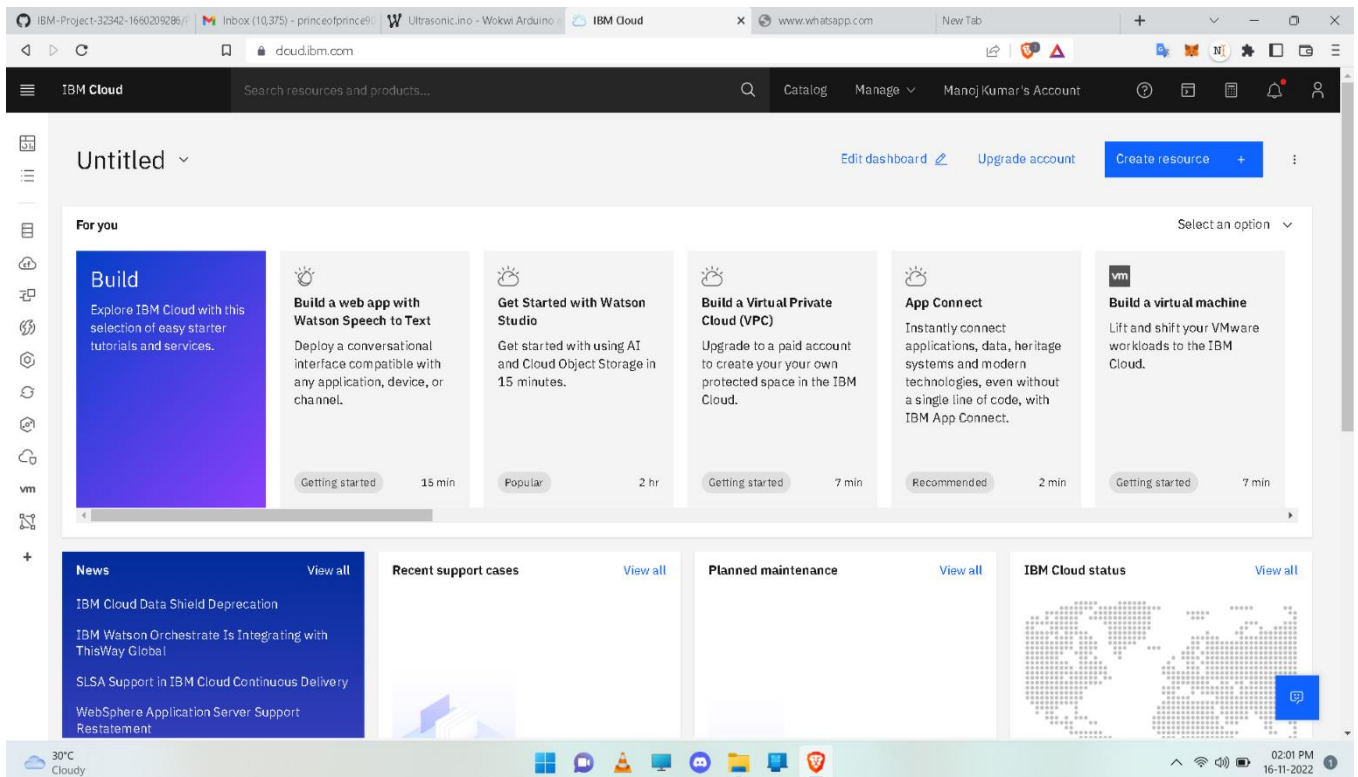 IBM-Project-32342-1660209286/P
Inbox (10,375) - princeofprince9
Ultrasonic.ino - Wokwi Arduino
IBM Cloud
www.whatsapp.com
New Tab
cloud.ibm.com
IBM Cloud
Search resources and products...
Catalog
Manage
Manoj Kumar's Account
Untitled
Edit dashboard
Upgrade account
Create resource +
For you
Select an option
Build
Explore IBM Cloud with this
selection of easy starter
tutorials and services.
Build a web app with
Watson Speech to Text
Deploy a conversational
interface compatible with
any application, device, or
channel.
Getting started
15 min
Get Started with Watson
Studio
Get started with using AI
and Cloud Object Storage in
15 minutes.
Popular
2 hr
Build a Virtual Private
Cloud (VPC)
Upgrade to a paid account
to create your your own
protected space in the IBM
Cloud.
Getting started
7 min
App Connect
Instantly connect
applications, data, heritage
systems and modern
technologies, even without
a single line of code, with
IBM App Connect.
Recommended
2 min
vm
Build a virtual machine
Lift and shift your VMware
workloads to the IBM
Cloud.
Getting started
7 min
vm
News
View all
IBM Cloud Data Shield Deprecation
IBM Watson Orchestrate Is Integrating with
ThisWay Global
SLSA Support in IBM Cloud Continuous Delivery
WebSphere Application Server Support
Restatement
Recent support cases
View all
Planned maintenance
View all
IBM Cloud status
View all
30°C
Cloudy
02:01 PM
16-11-2022
1